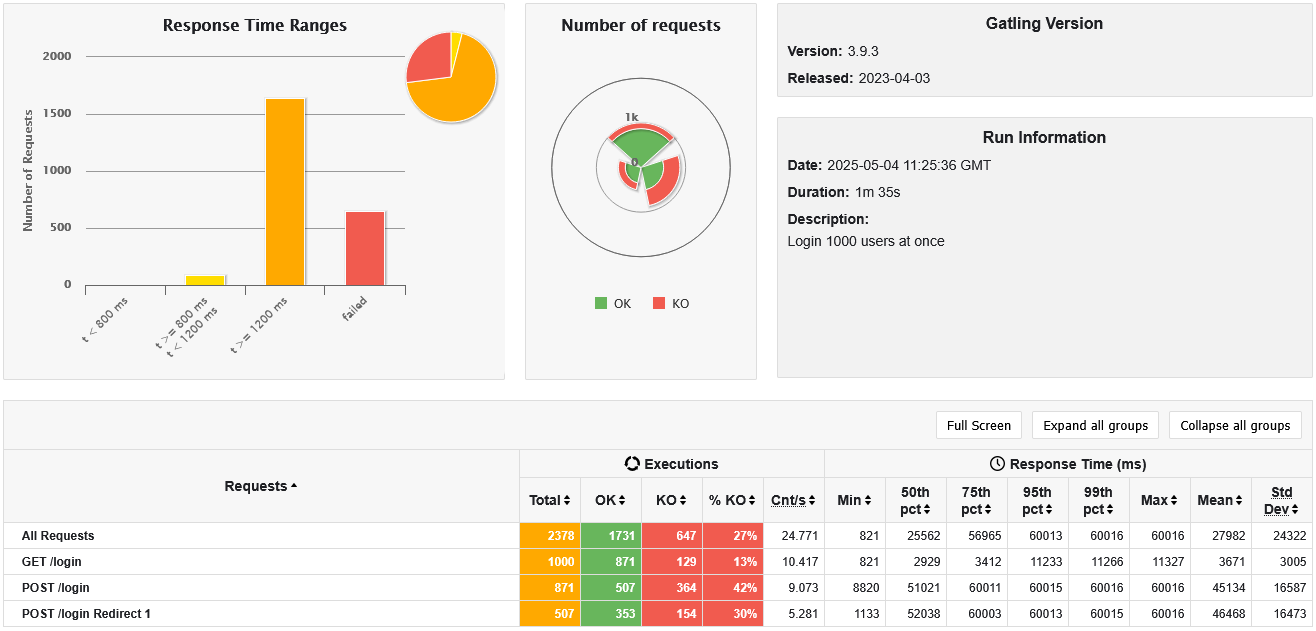 Response Time Ranges
2000
1500
1000
500
0
Number of Requests
t < 800 ms
t >= 800 ms
t < 1200 ms
t >= 1200 ms
failed
Number of requests
1k
0
OK KO
Gatling Version
Version: 3.9.3
Released: 2023-04-03
Run Information
Date: 2025-05-04 11:25:36 GMT
Duration: 1m 35s
Description:
Login 1000 users at once
Full Screen Expand all groups Collapse all groups
Requests Executions Response Time (ms)
Total OK KO % KO Cnt/s Min 50th pct 75th pct 95th pct 99th pct Max Mean Std Dev
All Requests 2378 1731 647 27% 24.771 821 25562 56965 60013 60016 60016 27982 24322
GET /login 1000 871 129 13% 10.417 821 2929 3412 11233 11266 11327 3671 3005
POST /login 871 507 364 42% 9.073 8820 51021 60011 60015 60016 60016 45134 16587
POST /login Redirect 1 507 353 154 30% 5.281 1133 52038 60003 60013 60015 60016 46468 16473